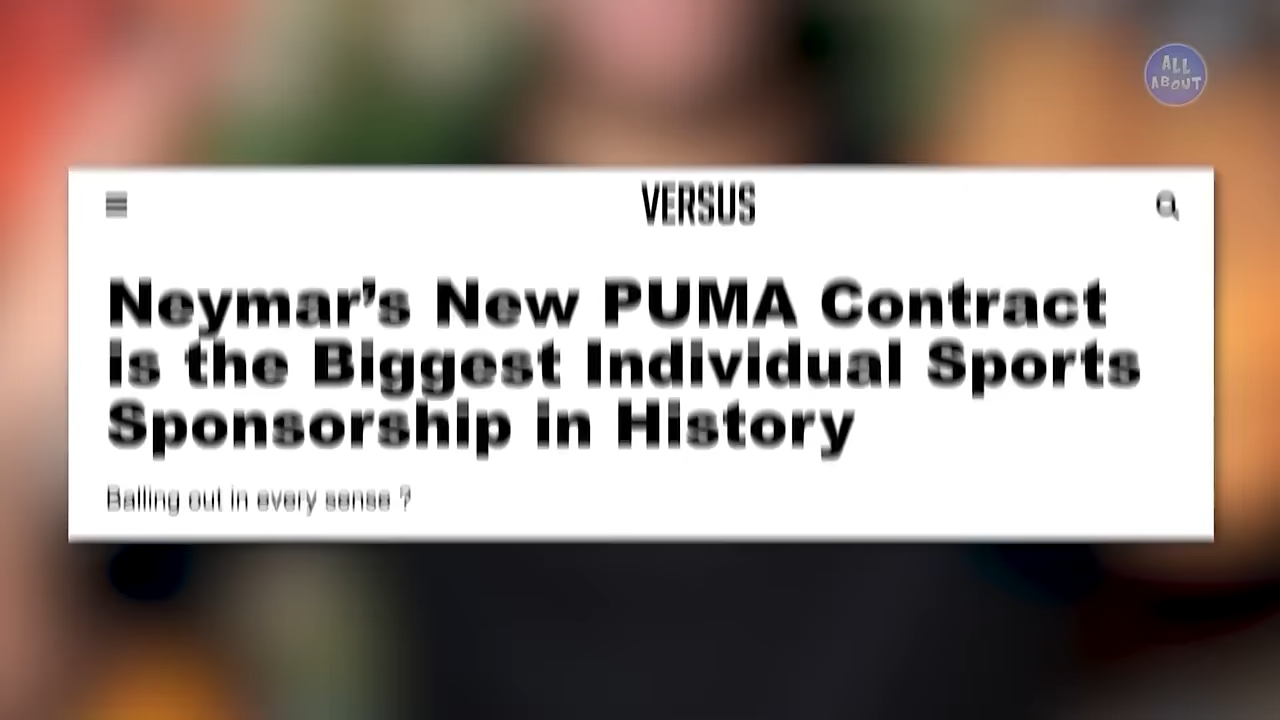 ALL
ABOUT
VERSUS
Neymar's New PUMA Contract
is the Biggest Individual Sports
Sponsorship in History
Balling out in every sense ?